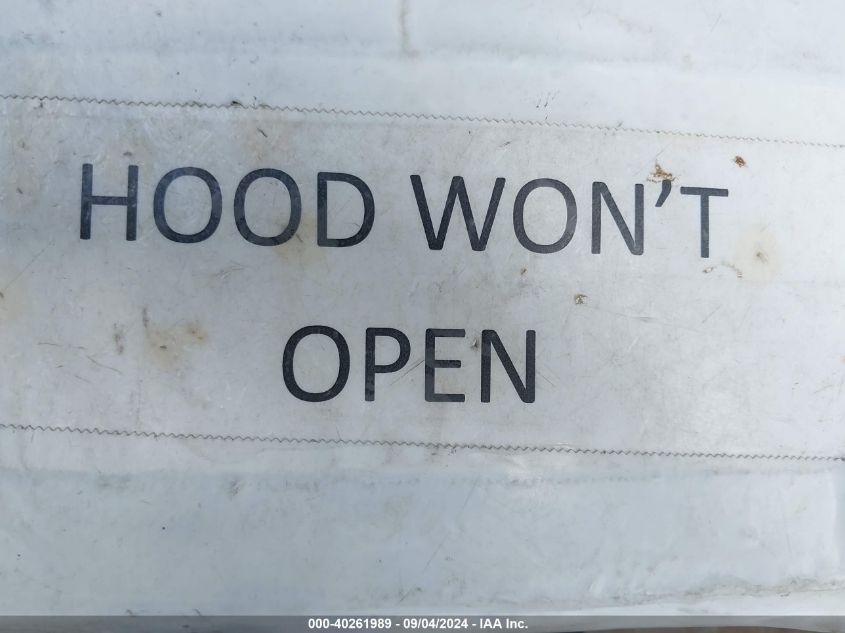 HOOD WON'T
OPEN
000-40261989 - 09/04/2024 - IAA Inc.